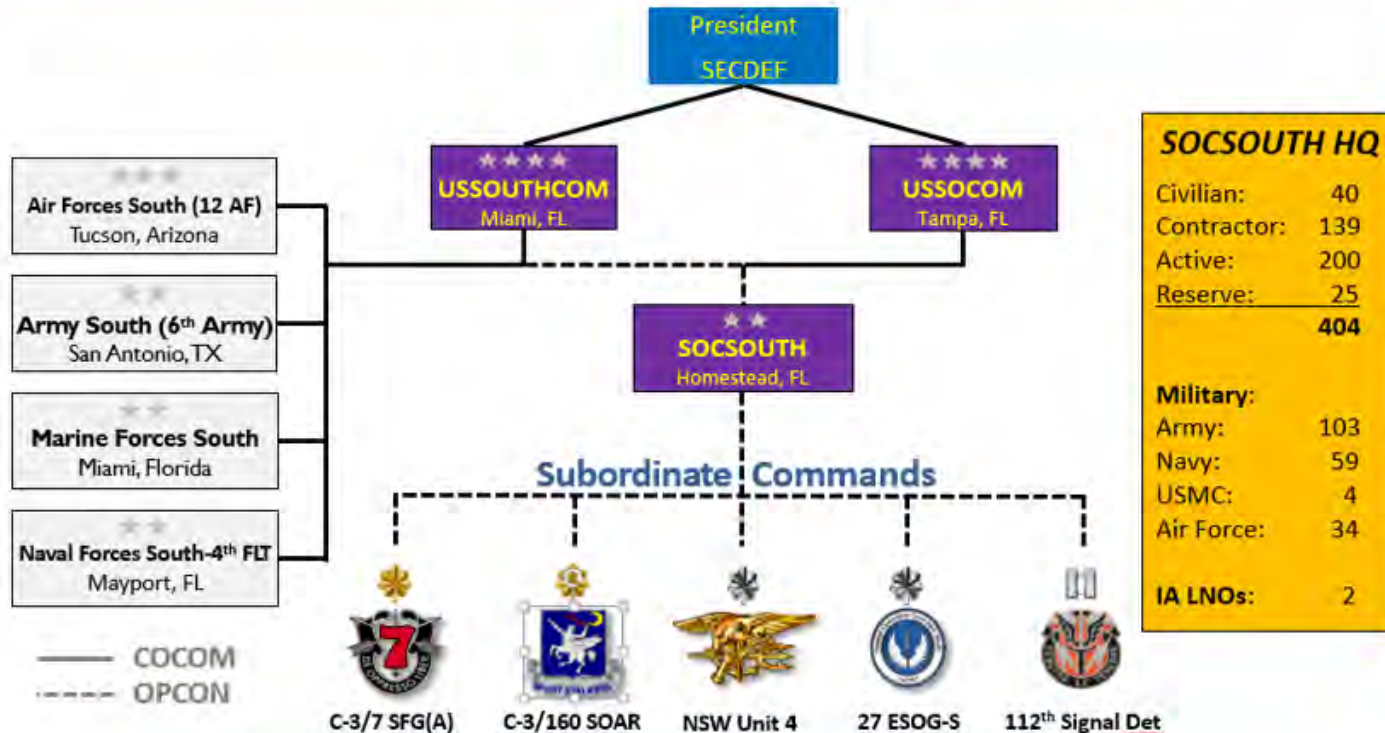 President
SECDEF
USSOUTHCOM
Miami, FL
USSOCOM
Tampa, FL
SOCSOUTH
Homestead, FL
Air Forces South (12 AF)
Tucson, Arizona
Army South (6th Army)
San Antonio, TX
Marine Forces South
Miami, Florida
Naval Forces South-4th FLT
Mayport, FL
COCOM
OPCON
Subordinate Commands
7
C-3/7 SFG(A)
C-3/160 SOAR
NSW Unit 4
27 ESOG-S
112th Signal Det
SOCSOUTH HQ
Civilian: 40
Contractor: 139
Active: 200
Reserve: 25
404
Military:
Army: 103
Navy: 59
USMC: 4
Air Force: 34
IA LNOs: 2